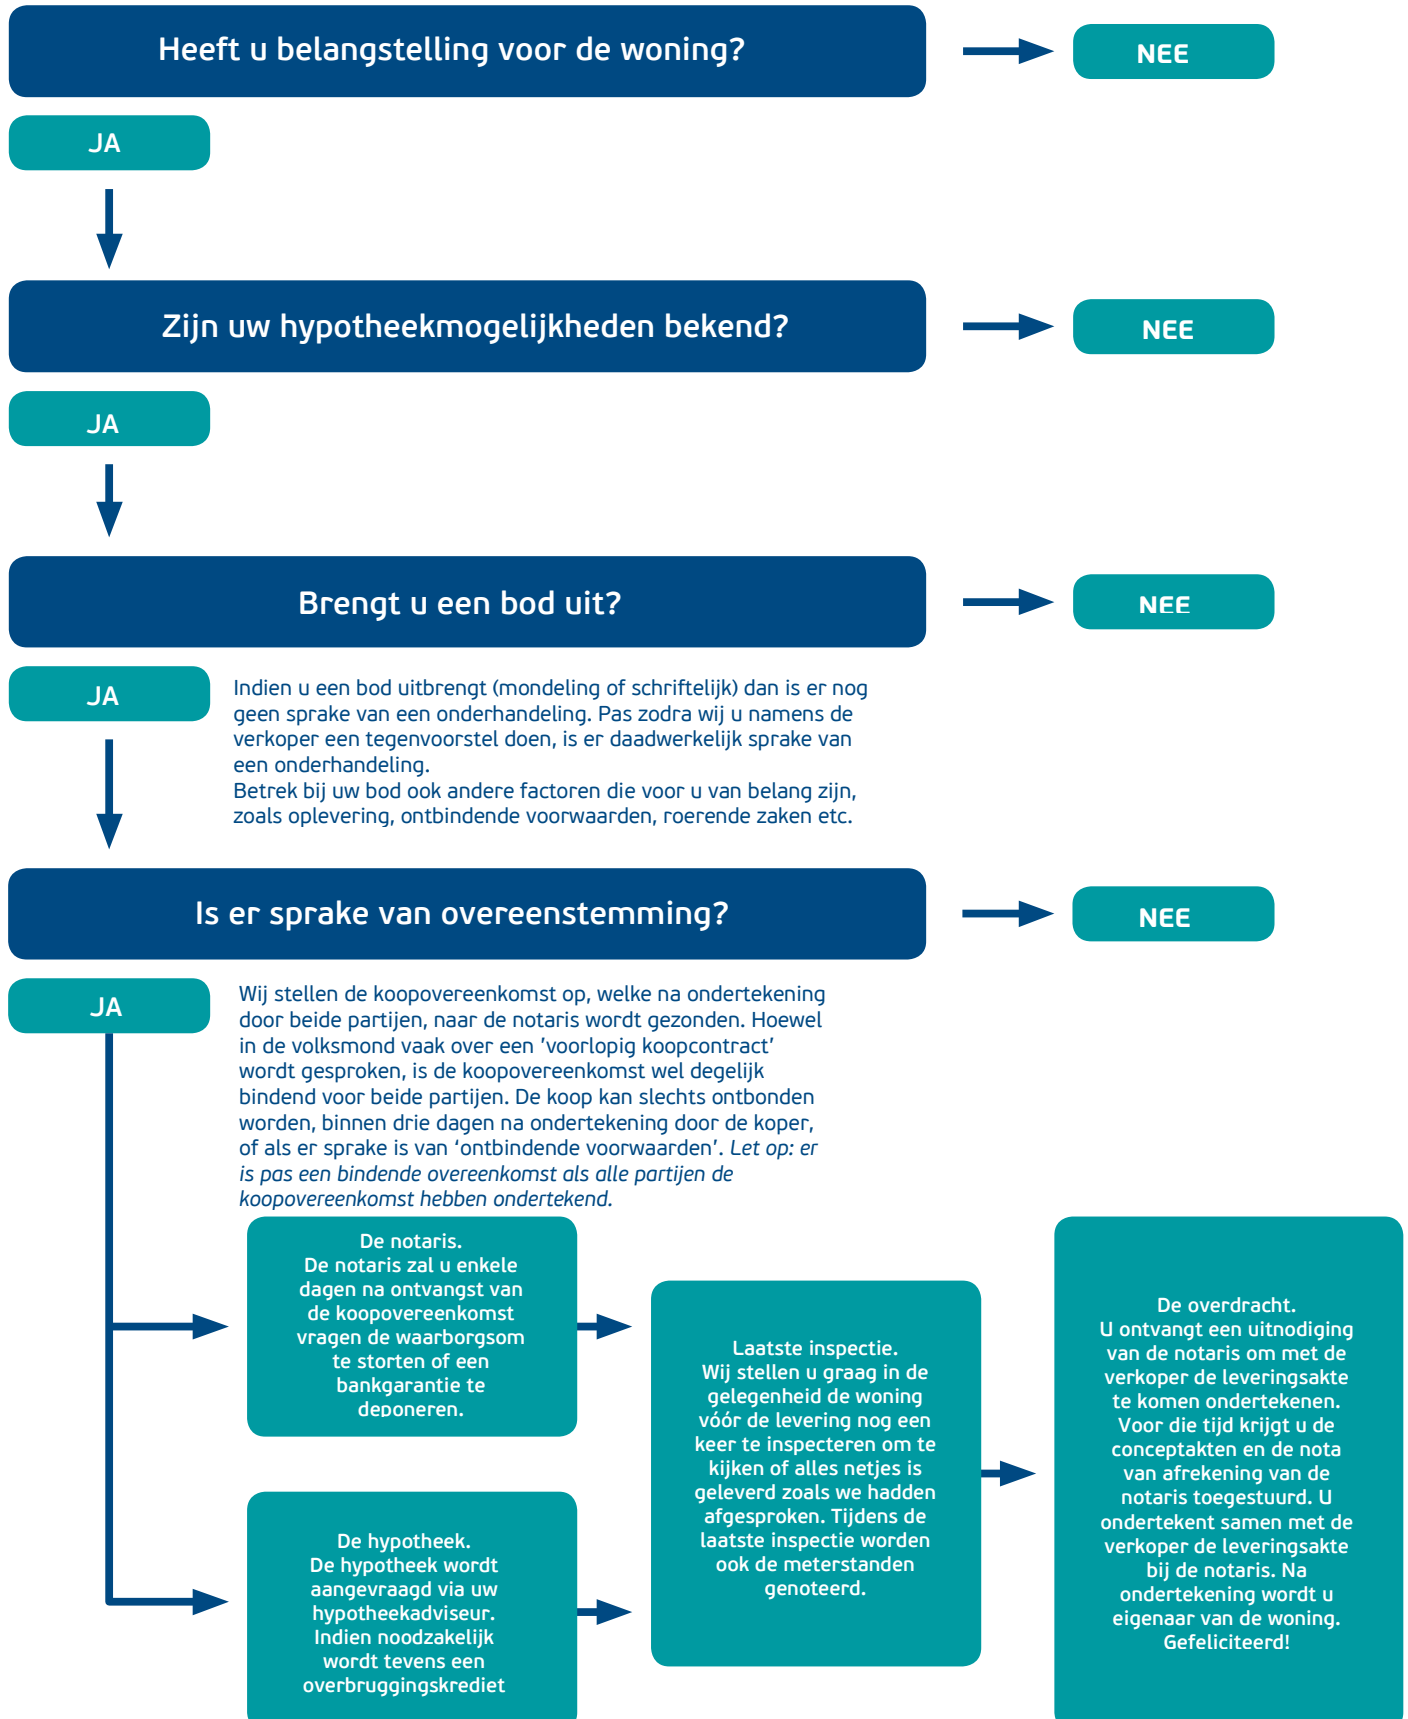 Heeft u belangstelling voor de woning?
NEE
JA
Zijn uw hypotheekmogelijkheden bekend?
NEE
JA
Brengt u een bod uit?
NEE
JA
Indien u een bod uitbrengt (mondeling of schriftelijk) dan is er nog
geen sprake van een onderhandeling. Pas zodra wij u namens de
verkoper een tegenvoorstel doen, is er daadwerkelijk sprake van
een onderhandeling.
Betrek bij uw bod ook andere factoren die voor u van belang zijn,
zoals oplevering, ontbindende voorwaarden, roerende zaken etc.
Is er sprake van overeenstemming?
NEE
JA
Wij stellen de koopovereenkomst op, welke na ondertekening
door beide partijen, naar de notaris wordt gezonden. Hoewel
in de volksmond vaak over een ’voorlopig koopcontract’
wordt gesproken, is de koopovereenkomst wel degelijk
bindend voor beide partijen. De koop kan slechts ontbonden
worden, binnen drie dagen na ondertekening door de koper,
of als er sprake is van ‘ontbindende voorwaarden’. Let op: er
is pas een bindende overeenkomst als alle partijen de
koopovereenkomst hebben ondertekend.
De notaris.
De notaris zal u enkele
dagen na ontvangst van
de koopovereenkomst
vragen de waarborgsom
te storten of een
bankgarantie te
deponeren.
De hypotheek.
De hypotheek wordt
aangevraagd via uw
hypotheekadviseur.
Indien noodzakelijk
wordt tevens een
overbruggingskrediet
Laatste inspectie.
Wij stellen u graag in de
gelegenheid de woning
vóór de levering nog een
keer te inspecteren om te
kijken of alles netjes is
geleverd zoals we hadden
afgesproken. Tijdens de
laatste inspectie worden
ook de meterstanden
genoteerd.
De overdracht.
U ontvangt een uitnodiging
van de notaris om met de
verkoper de leveringsakte
te komen ondertekenen.
Voor die tijd krijgt u de
conceptakten en de nota
van afrekening van de
notaris toegestuurd. U
ondertekent samen met de
verkoper de leveringsakte
bij de notaris. Na
ondertekening wordt u
eigenaar van de woning.
Gefeliciteerd!